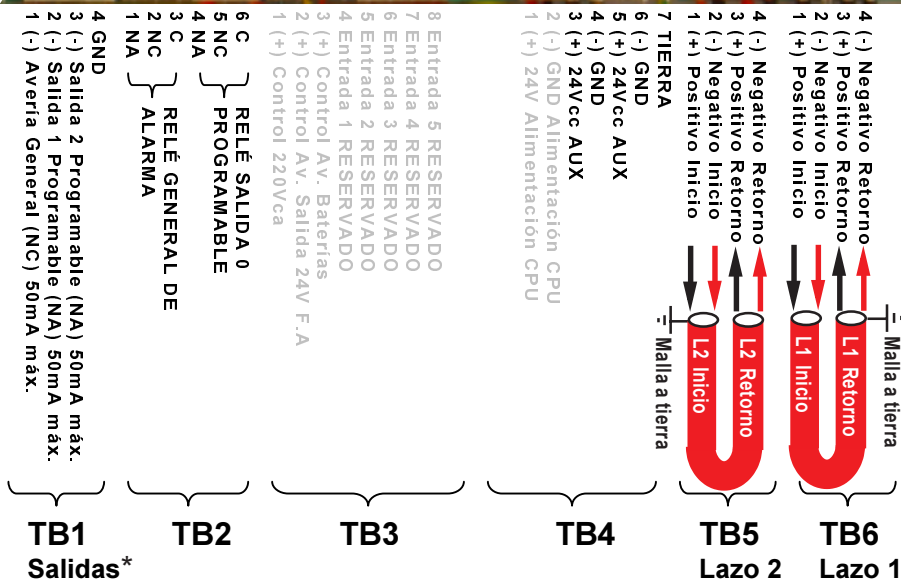 4 GND
3 (-) Salida 2 Programable (NA) 50mA máx.
2 (-) Salida 1 Programable (NA) 50mA máx.
1 (-) Avería General (NC) 50mA máx.
TB1
Salidas*
6 C
5 NC
4 NA
RELÉ SALIDA 0
PROGRAMABLE
3 C
2 NC
1 NA
RELÉ GENERAL DE
ALARMA
TB2
8 Entrada 5 RESERVADO
7 Entrada 4 RESERVADO
6 Entrada 3 RESERVADO
5 Entrada 2 RESERVADO
4 Entrada 1 RESERVADO
3 (+) Control Av. Baterías
2 (+) Control Av. Salida 24V F.A
1 (+) Control 220Vca
TB3
7 TIERRA
6 (-) GND
5 (+) 24Vcc AUX
4 (-) GND
3 (+) 24Vcc AUX
2 (-) GND Alimentación CPU
1 (+) 24V Alimentación CPU
TB4
4 (-) Negativo Retorno
3 (+) Positivo Retorno
2 (-) Negativo Inicio
1 (+) Positivo Inicio
L2 Retorno
L2 Inicio
Malla a tierra
TB5
Lazo 2
4 (-) Negativo Retorno
3 (+) Positivo Retorno
2 (-) Negativo Inicio
1 (+) Positivo Inicio
Malla a tierra
L1 Retorno
L1 Inicio
TB6
Lazo 1